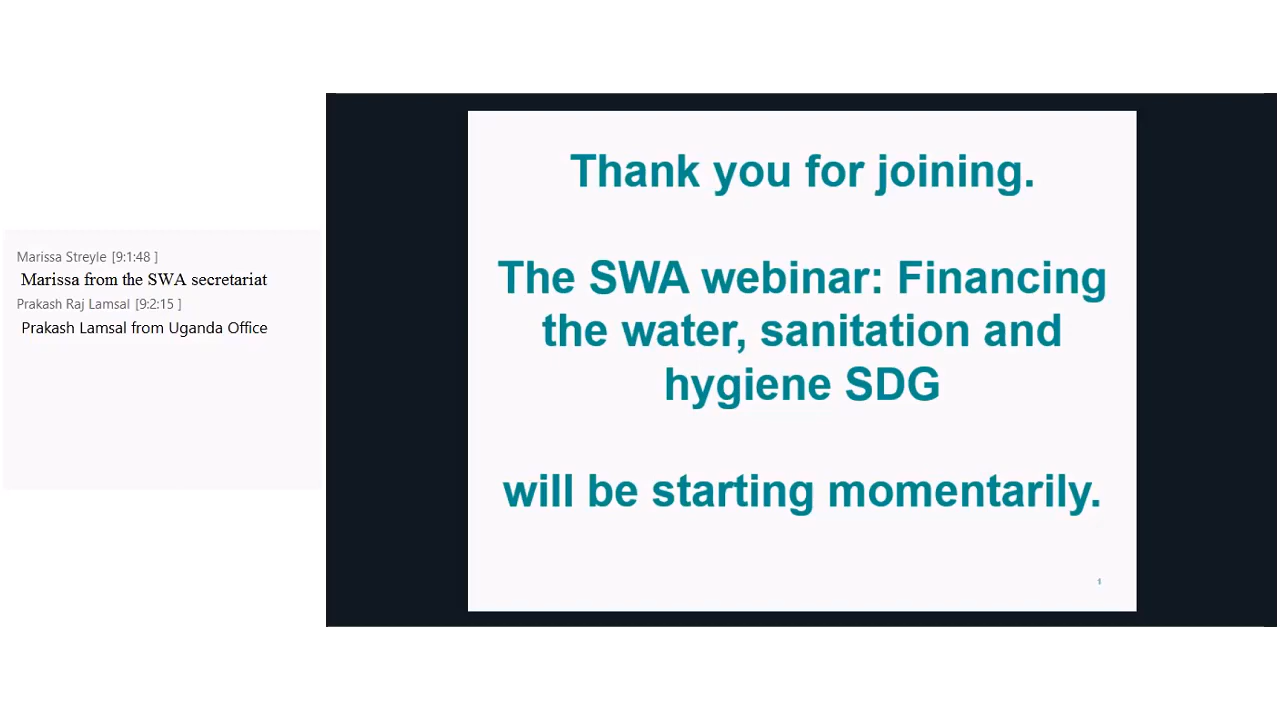 Marissa Streyle [9:1:48 ]
Marissa from the SWA secretariat
Prakash Raj Lamsal [9:2:15 ]
Prakash Lamsal from Uganda Office
Thank you for joining.
The SWA webinar: Financing
the water, sanitation and
hygiene SDG
will be starting momentarily.
1